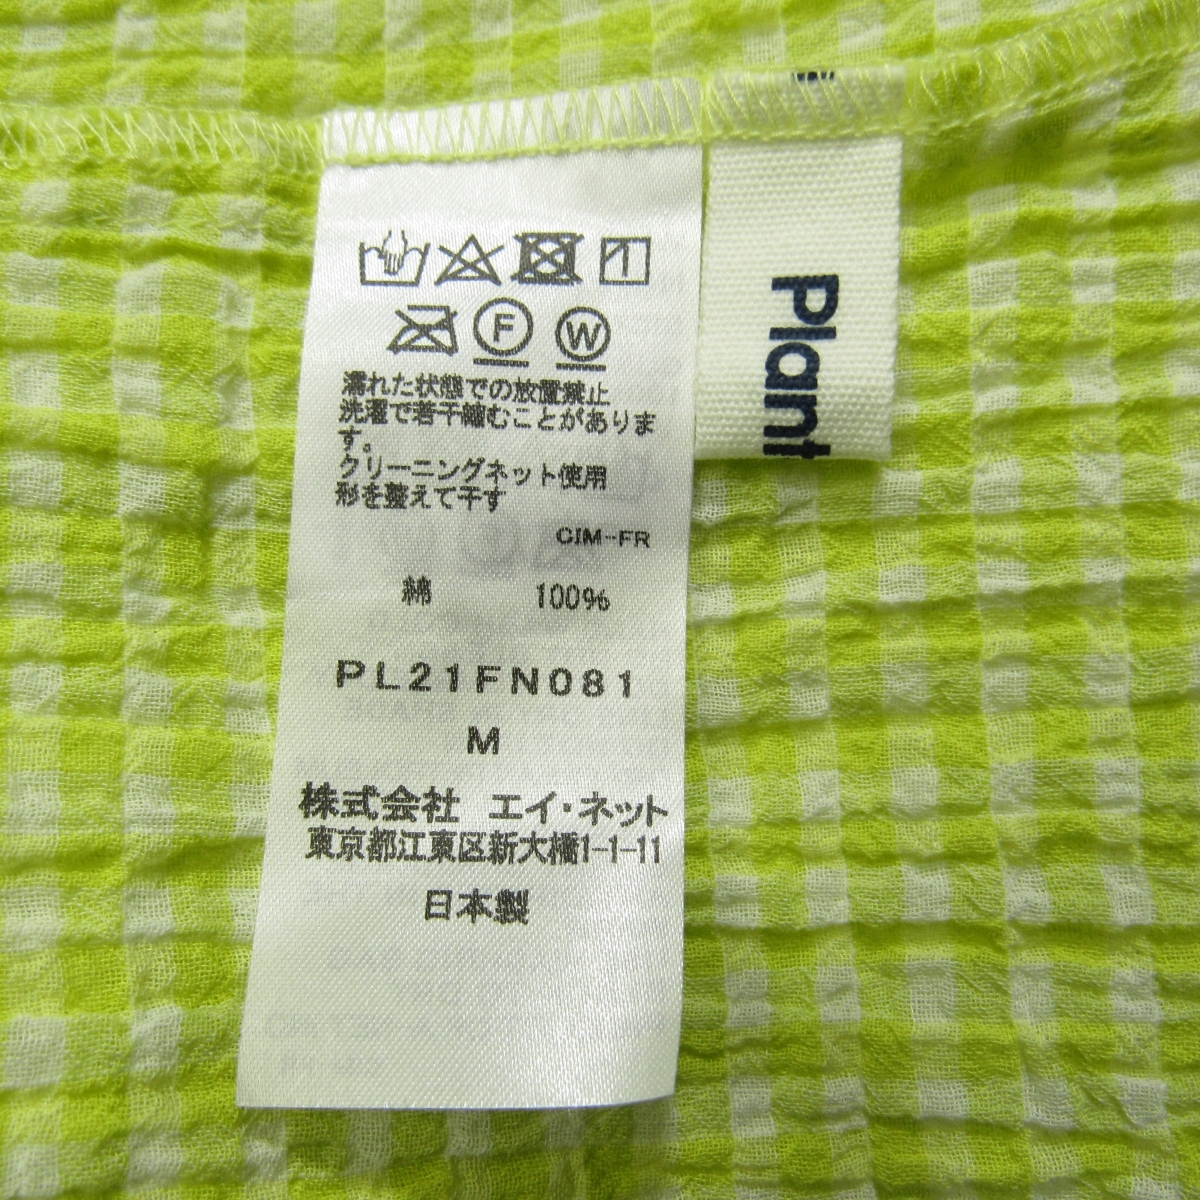 F W
濡れた状態での放置禁止
洗濯で若干縮むことがありま
す。
クリーニングネット使用
形を整えて干す
CIM-FR
綿 100%
PL21FN081
M
株式会社 エイ・ネット
東京都江東区新大橋1-1-11
日本製
Plant